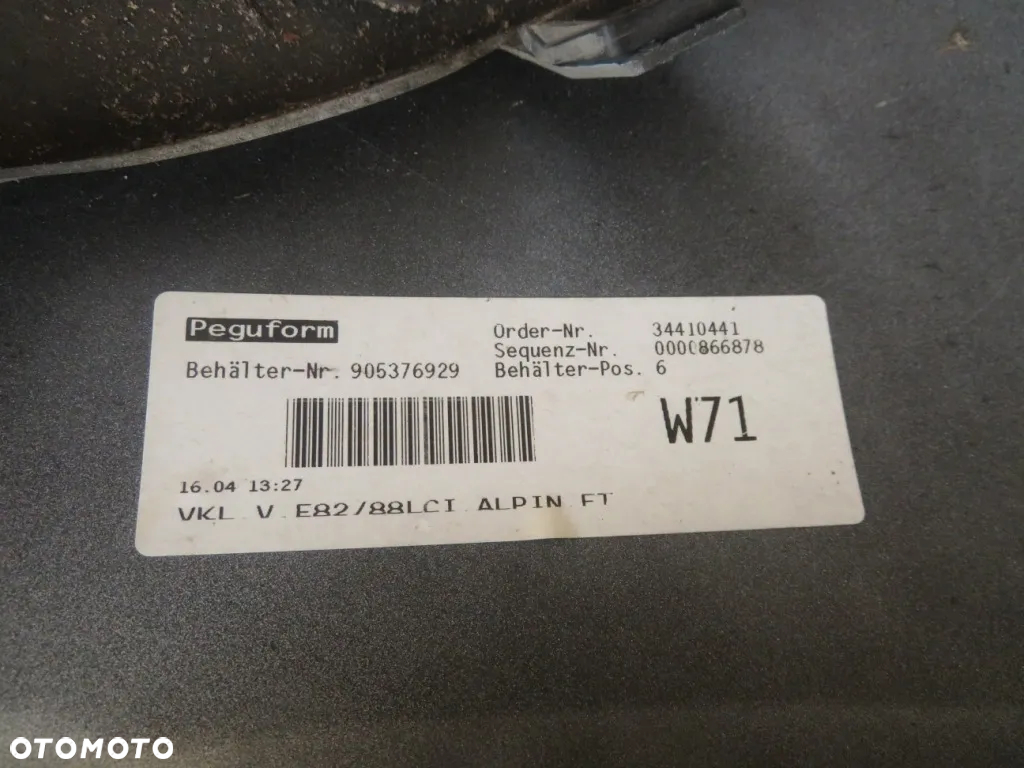 Peguform
Order-Nr. 34410441
Sequenz-Nr. 0000866878
Behälter-Nr. 905376929 Behälter-Pos. 6
W71
16.04 13:27
VKL V E82/88LCI ALPIN FT
OTOMOTO